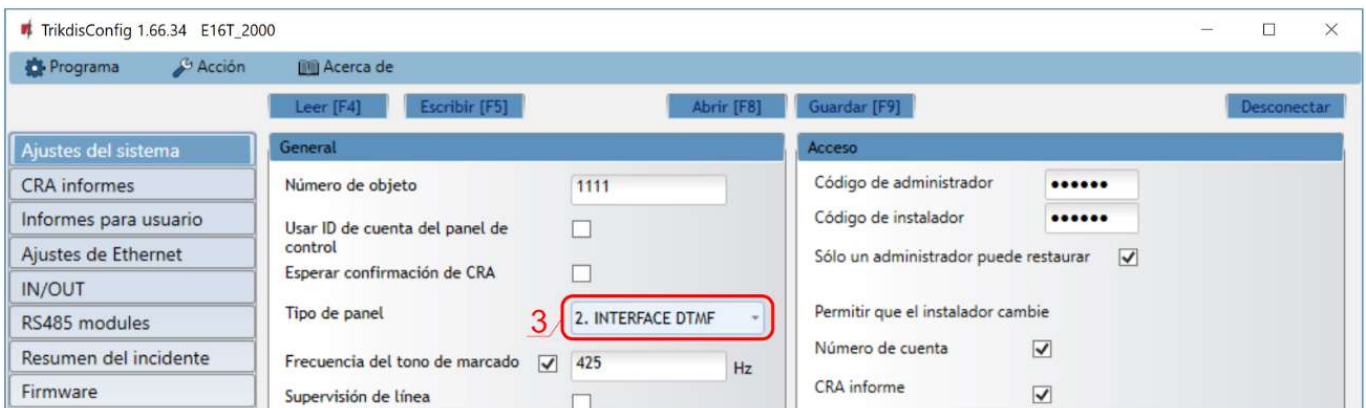 TrikdisConfig 1.66.34 E16T_2000
Programa Acción Acerca de
Leer [F4] Escribir [F5] Abrir [F8] Guardar [F9] Desconectar
Ajustes del sistema
CRA informes
Informes para usuario
Ajustes de Ethernet
IN/OUT
RS485 modules
Resumen del incidente
Firmware
General
Número de objeto 1111
Usar ID de cuenta del panel de
control
Esperar confirmación de CRA
Tipo de panel 3 2. INTERFACE DTMF
Frecuencia del tono de marcado 425 Hz
Supervisión de línea
Acceso
Código de administrador ••••••
Código de instalador ••••••
Sólo un administrador puede restaurar
Permitir que el instalador cambie
Número de cuenta
CRA informe